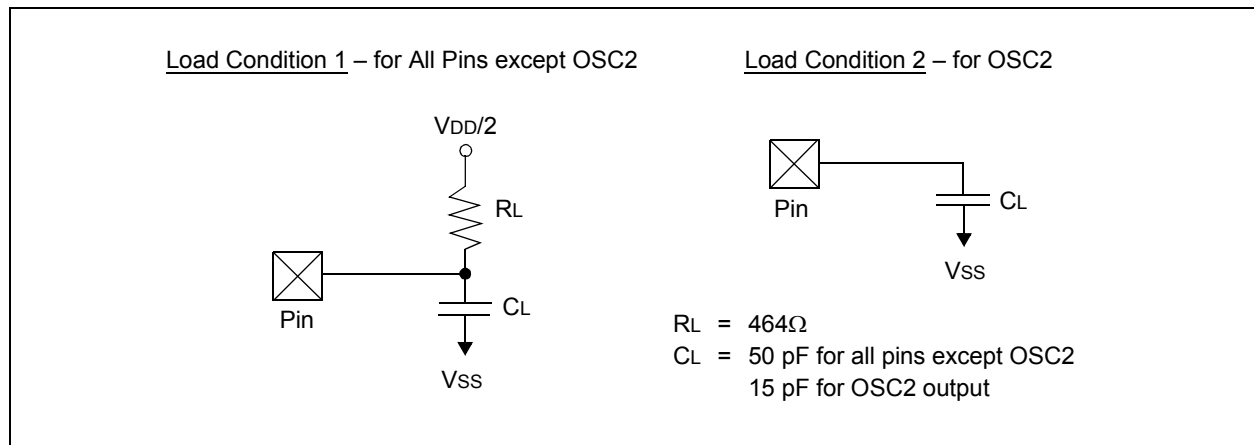 Load Condition 1 – for All Pins except OSC2
VDD/2
RL
Pin
CL
VSS
Load Condition 2 – for OSC2
Pin
CL
VSS
RL = 464Ω
CL = 50 pF for all pins except OSC2
15 pF for OSC2 output